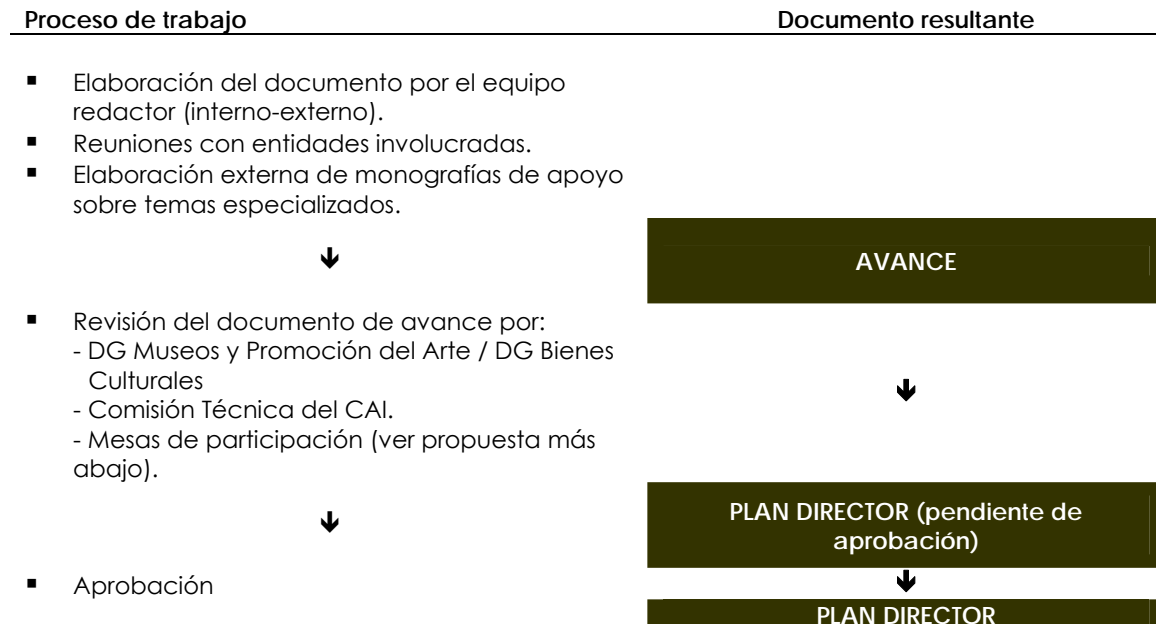 Proceso de trabajo Documento resultante
▪ Elaboración del documento por el equipo
redactor (interno-externo).
▪ Reuniones con entidades involucradas.
▪ Elaboración externa de monografías de apoyo
sobre temas especializados.
AVANCE
▪ Revisión del documento de avance por:
- DG Museos y Promoción del Arte / DG Bienes
Culturales
- Comisión Técnica del CAI.
- Mesas de participación (ver propuesta más
abajo).
PLAN DIRECTOR (pendiente de
aprobación)
▪ Aprobación
PLAN DIRECTOR